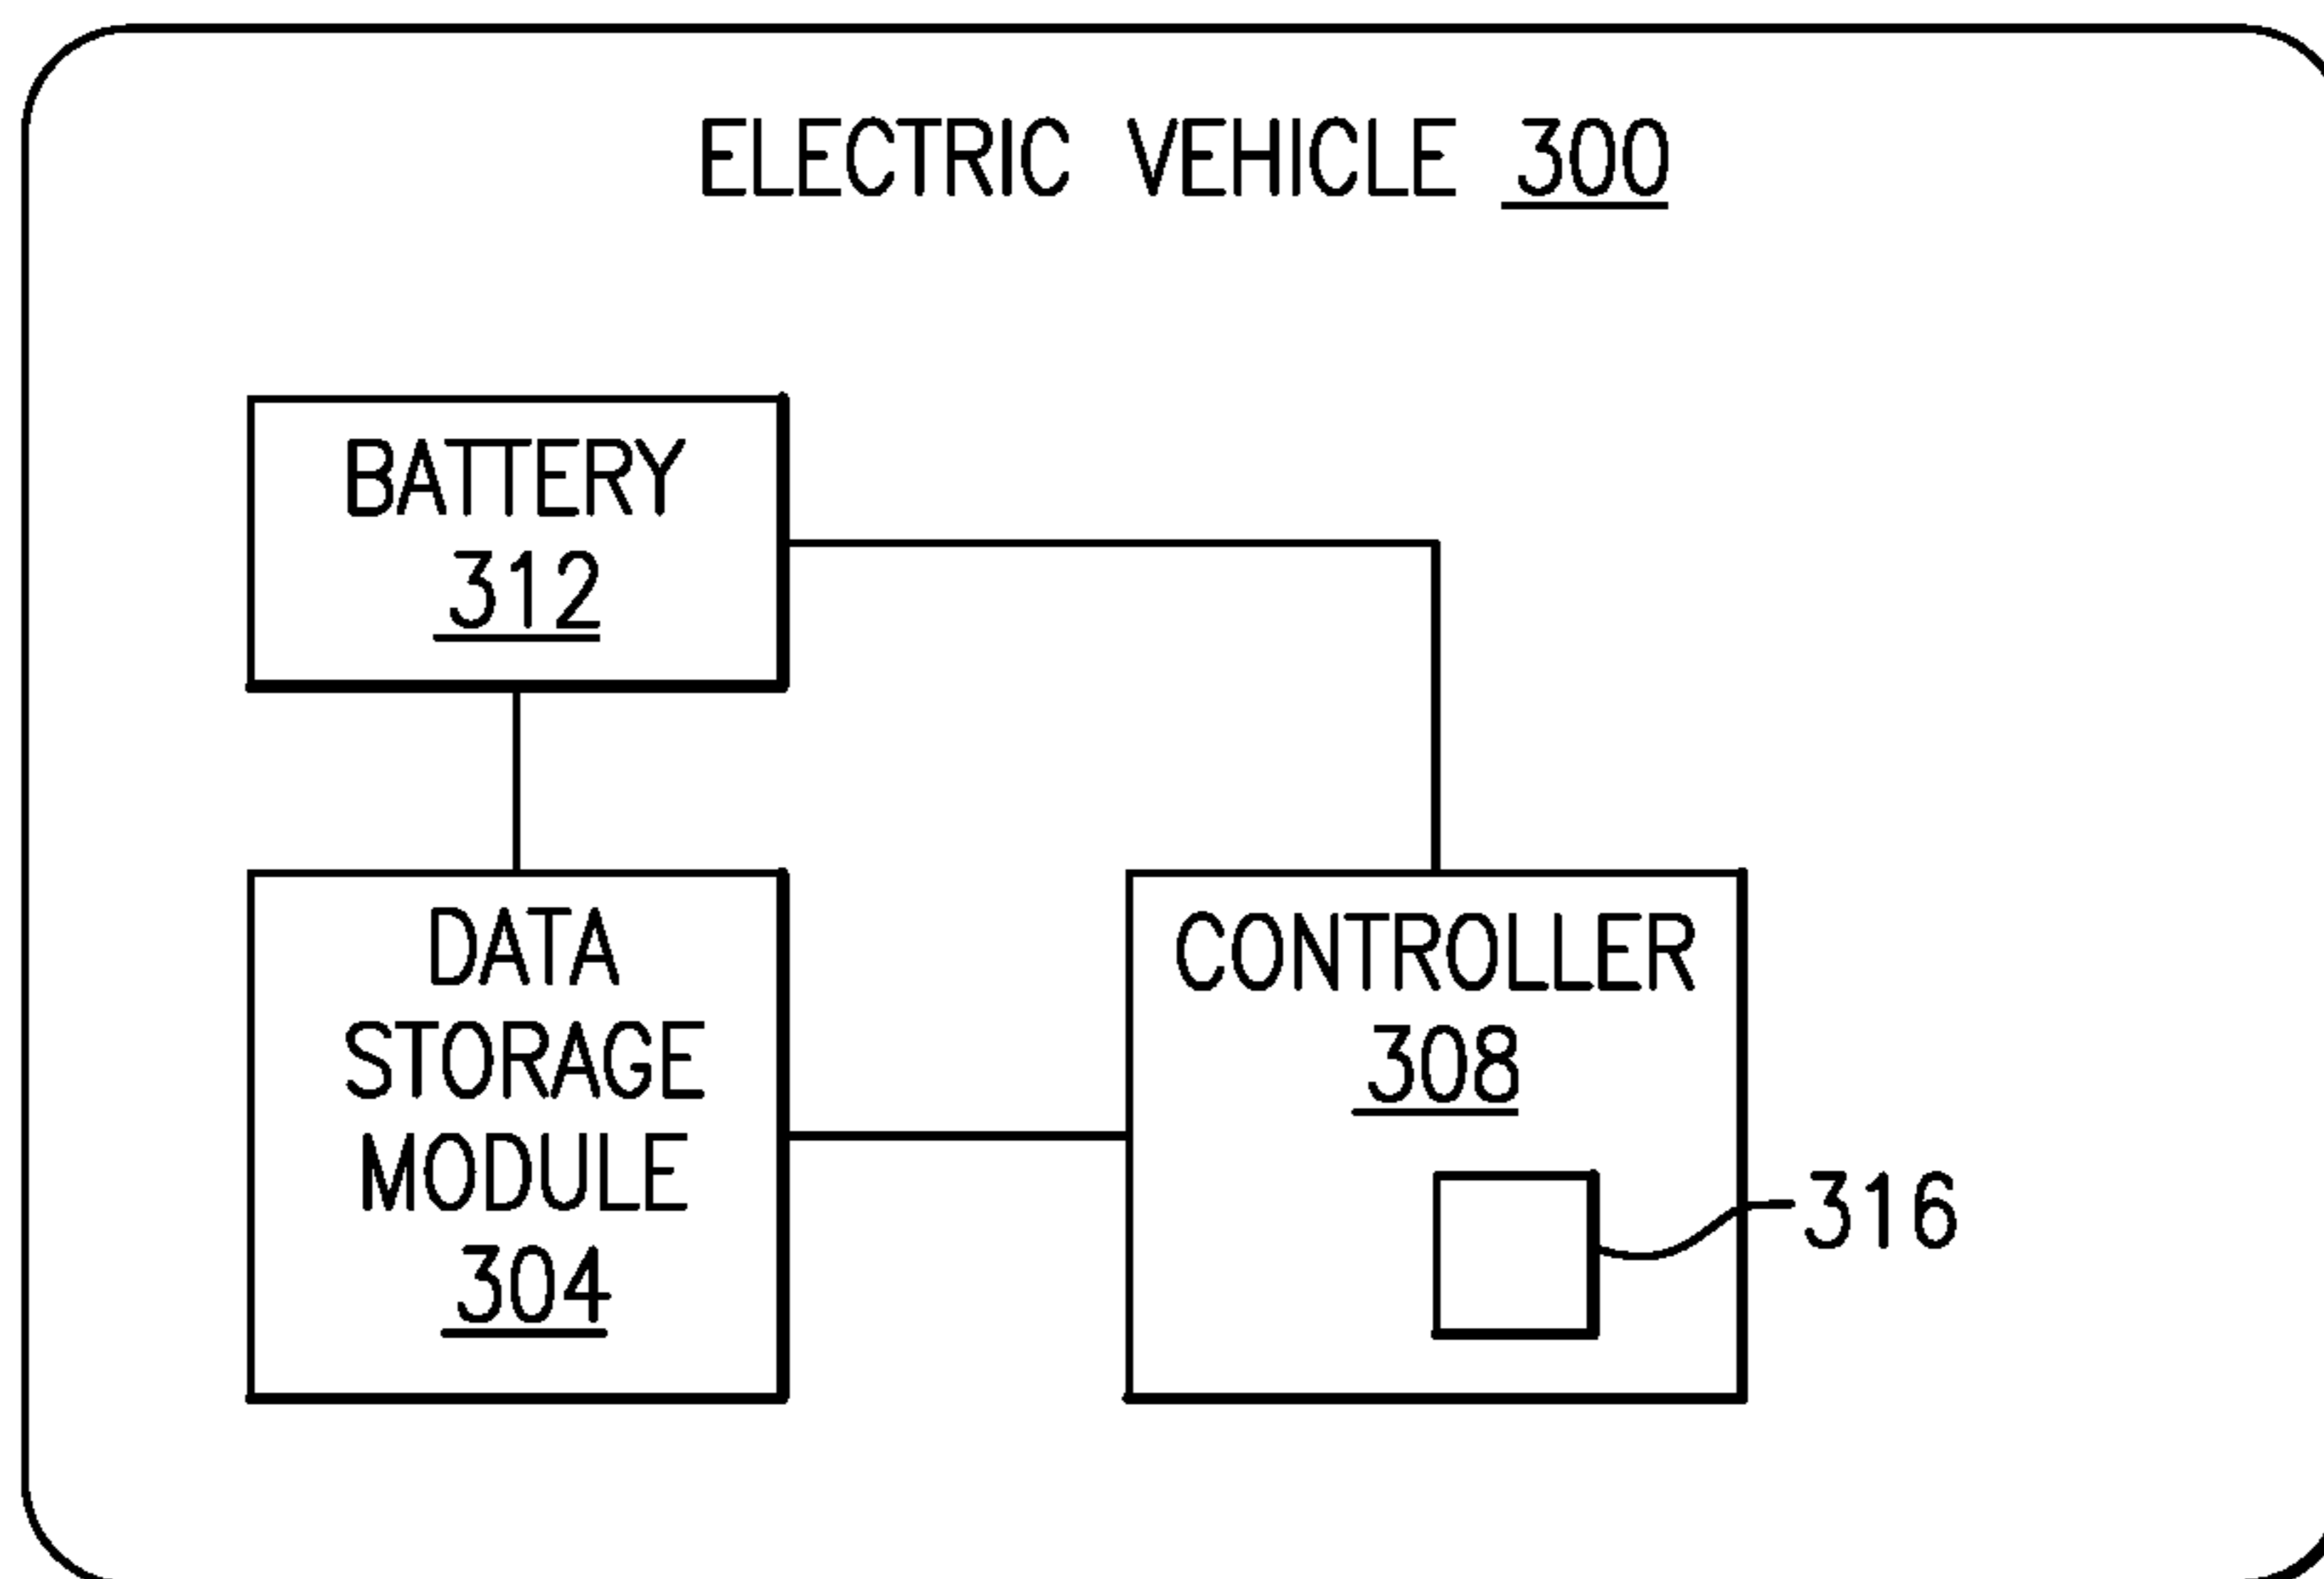 ELECTRIC VEHICLE 300
BATTERY
312
DATA
STORAGE
MODULE
304
CONTROLLER
308
316